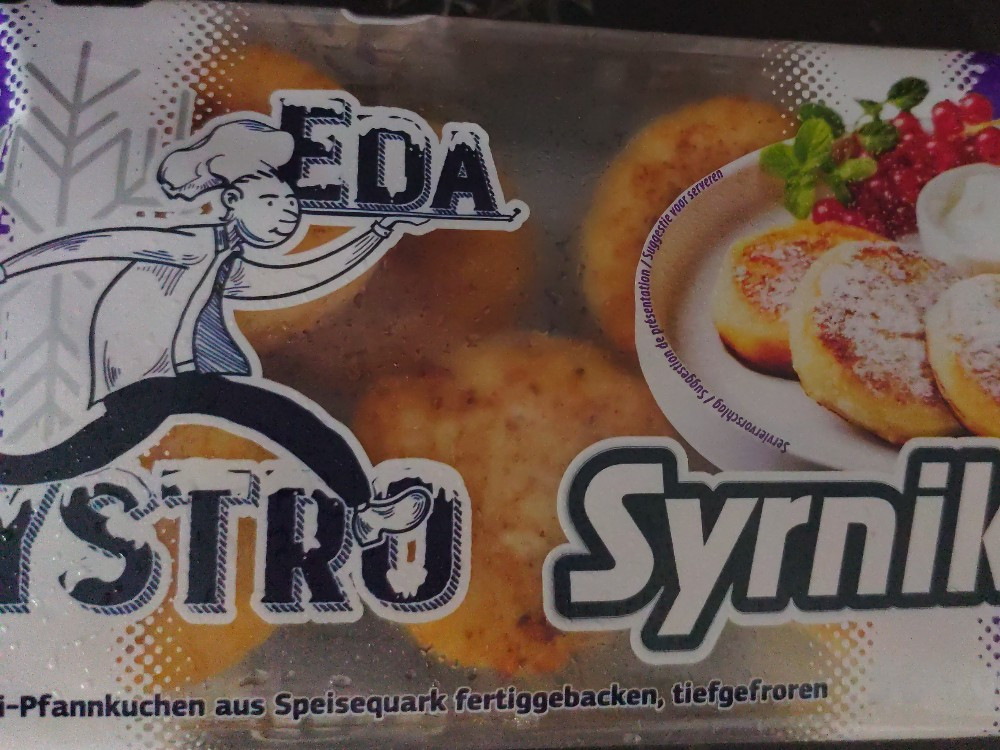 EDA
YSTRO
Serviervorschlag / Suggestion de présentation / Suggestie voor serveren
Syrnik
i-Pfannkuchen aus Speisequark fertiggebacken, tiefgefroren